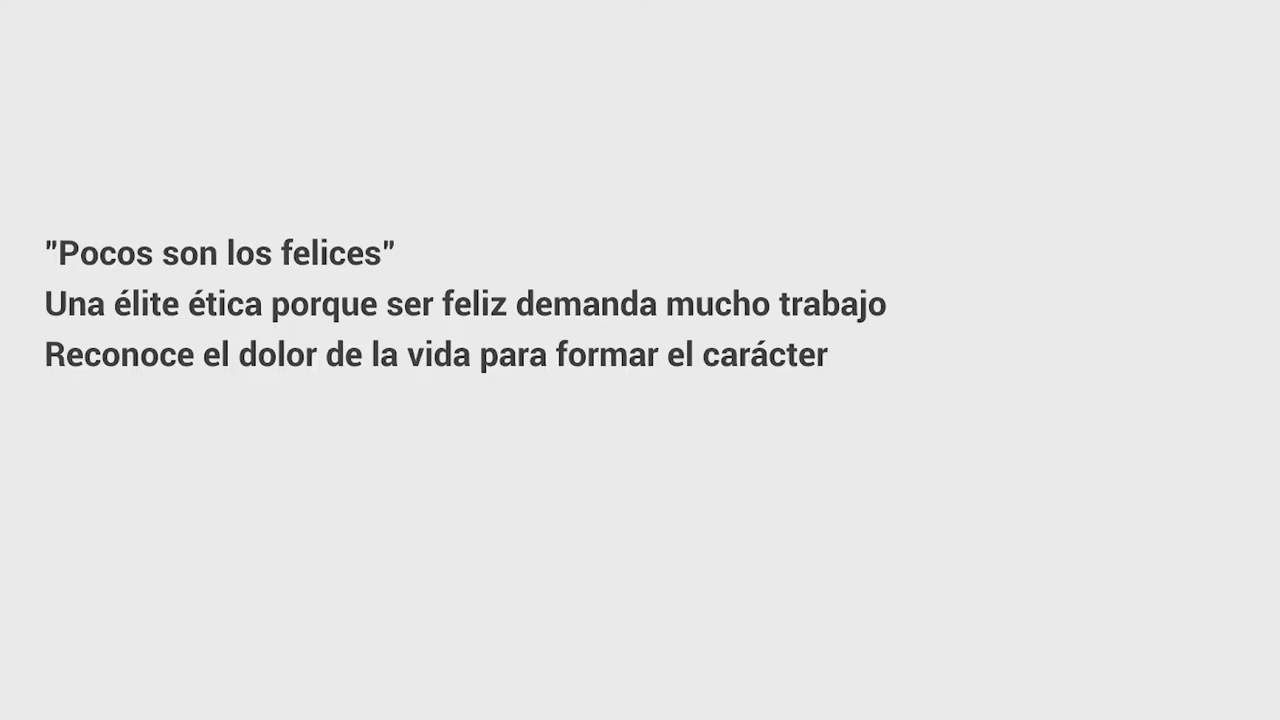 "Pocos son los felices"
Una élite ética porque ser feliz demanda mucho trabajo
Reconoce el dolor de la vida para formar el carácter